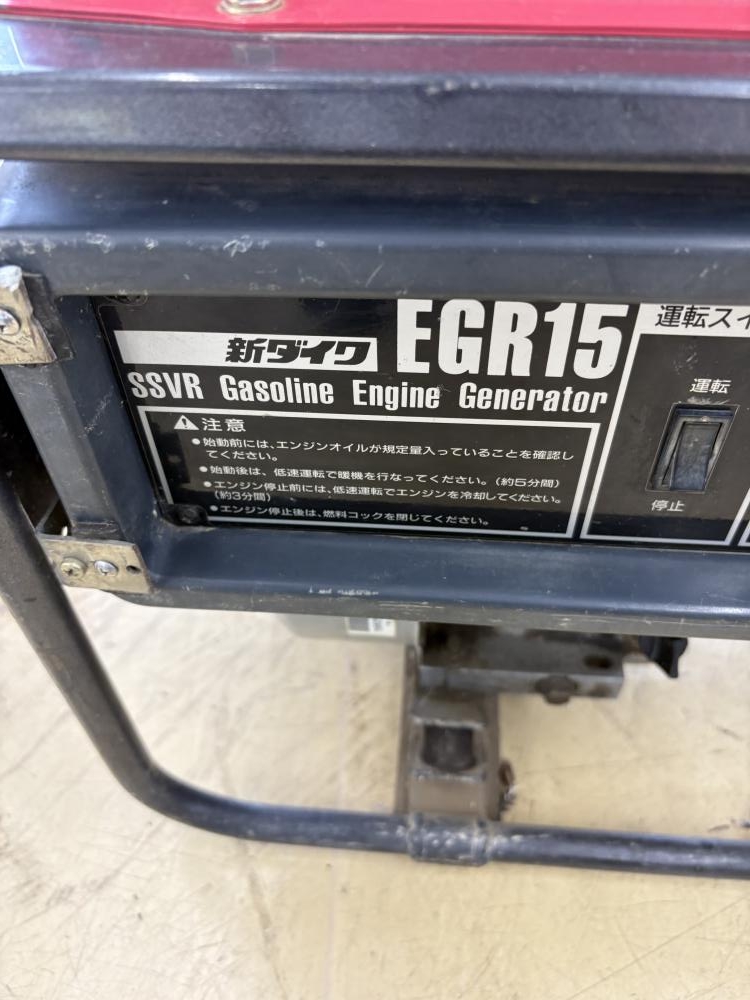 新ダイワ EGR15
SSVR Gasoline Engine Generator
注意
●始動前には、エンジンオイルが規定量入っていることを確認し
てください。
●始動後は、低速運転で暖機を行なってください。(約5分間)
●エンジン停止前には、低速運転でエンジンを冷却してください。
(約3分間)
●エンジン停止後は、燃料コックを閉じてください。
運転スイ
運転
停止